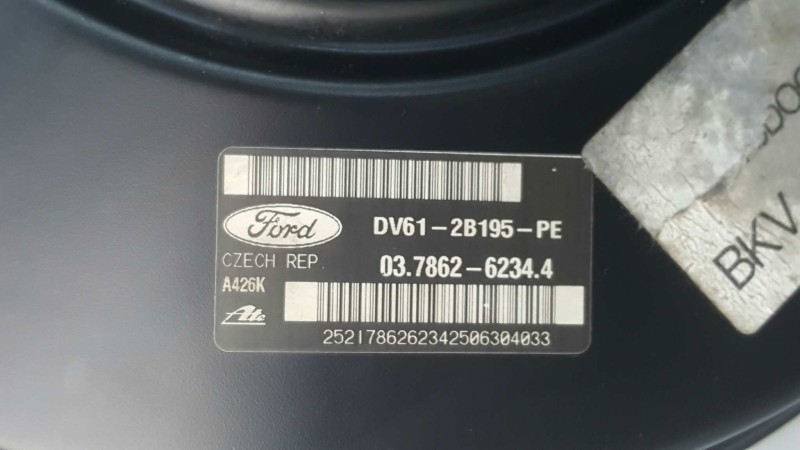 Ford
DV61-2B195-PE
CZECH REP.
03.7862-6234.4
A426K
Ate
2521786262342506304033
BKV